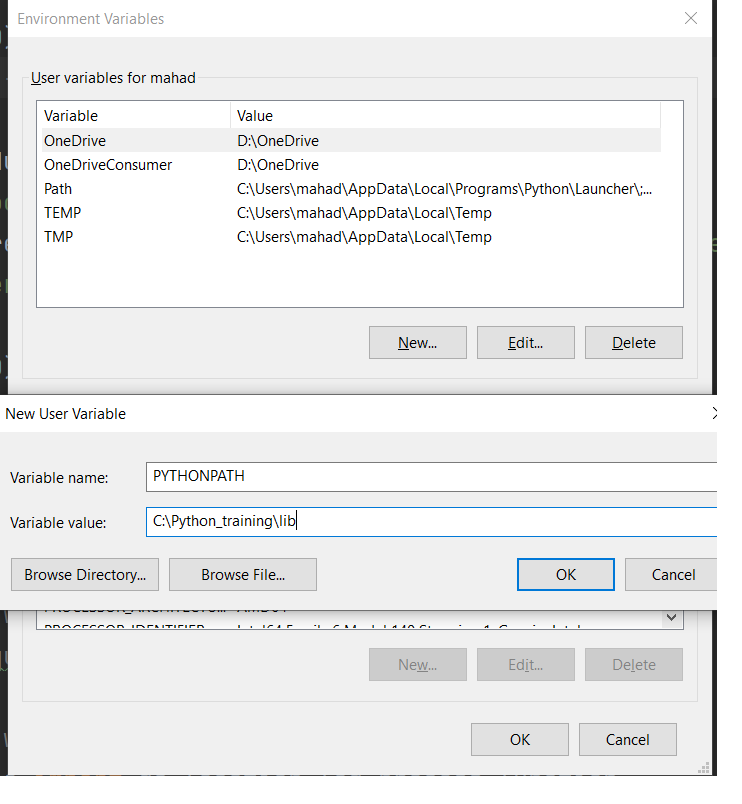 Environment Variables
User variables for mahad
Variable Value
OneDrive D:\OneDrive
OneDriveConsumer D:\OneDrive
Path C:\Users\mahad\AppData\Local\Programs\Python\Launcher\;...
TEMP C:\Users\mahad\AppData\Local\Temp
TMP C:\Users\mahad\AppData\Local\Temp
New... Edit... Delete
New User Variable
Variable name: PYTHONPATH
Variable value: C:\Python_training\lib
Browse Directory... Browse File... OK Cancel
New... Edit... Delete
OK Cancel